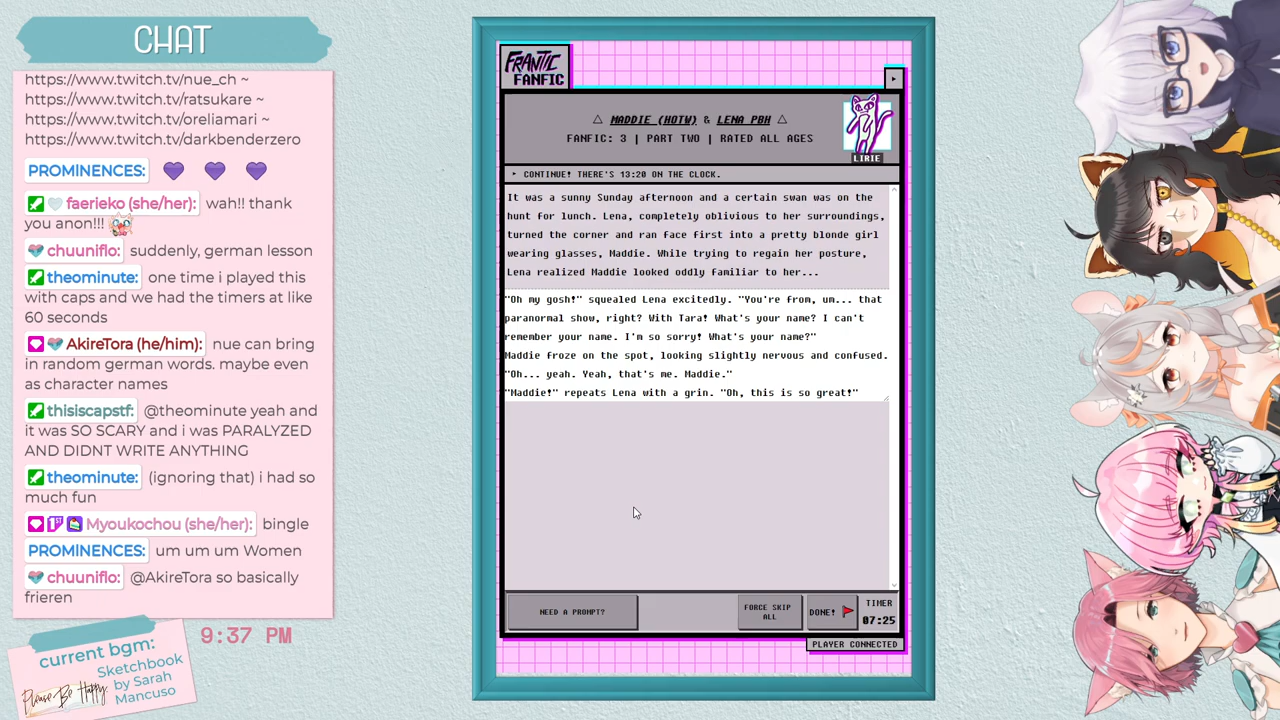 CHAT
https://www.twitch.tv/nue_ch ~
https://www.twitch.tv/ratsukare ~
https://www.twitch.tv/oreliamari ~
https://www.twitch.tv/darkbenderzero
PROMINENCES:
faerieko (she/her): wah!! thank
you anon!!!
chuuniflo: suddenly, german lesson
theominute: one time i played this
with caps and we had the timers at like
60 seconds
AkireTora (he/him): nue can bring
in random german words. maybe even
as character names
thisiscapstf: @theominute yeah and
it was SO SCARY and i was PARALYZED
AND DIDNT WRITE ANYTHING
theominute: (ignoring that) i had so
much fun
Myoukochou (she/her): bingle
PROMINENCES: um um um Women
chuuniflo: @AkireTora so basically
frieren
9:37 PM
current bgm:
Sketchbook
by Sarah
Mancuso
Please Be Happy
FRANTIC
FANFIC
△ MADDIE (HOTW) & LENA PBH △
FANFIC: 3 | PART TWO | RATED ALL AGES
LIRIE
▸ CONTINUE! THERE'S 13:20 ON THE CLOCK.
It was a sunny Sunday afternoon and a certain swan was on the
hunt for lunch. Lena, completely oblivious to her surroundings,
turned the corner and ran face first into a pretty blonde girl
wearing glasses, Maddie. While trying to regain her posture,
Lena realized Maddie looked oddly familiar to her...
"Oh my gosh!" squealed Lena excitedly. "You're from, um... that
paranormal show, right? With Tara! What's your name? I can't
remember your name. I'm so sorry! What's your name?"
Maddie froze on the spot, looking slightly nervous and confused.
"Oh... yeah. Yeah, that's me. Maddie."
"Maddie!" repeats Lena with a grin. "Oh, this is so great!"
NEED A PROMPT?
FORCE SKIP
ALL
DONE!
TIMER
07:25
PLAYER CONNECTED